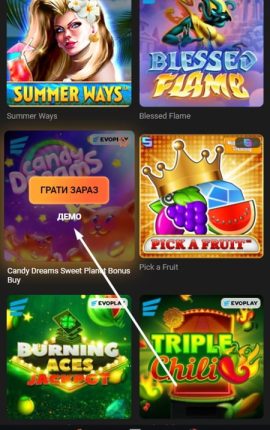 SUMMER WAYS
BLESSED
FLAME
Summer Ways
Blessed Flame
EVOPLAY
Candy
Dreams
ГРАТИ ЗАРАЗ
ДЕМО
PICK A FRUIT
Candy Dreams Sweet Planet Bonus
Buy
Pick a Fruit
EVOPLAY
EVOPLAY
BURNING
ACES
JACKPOT
TRIPLE
Chili